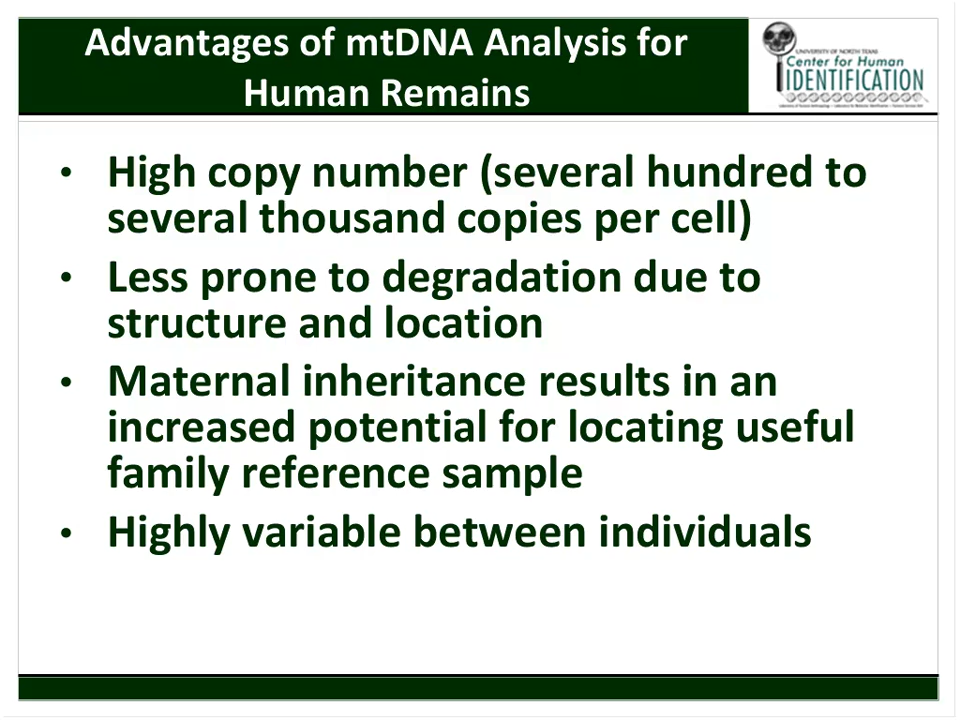 Advantages of mtDNA Analysis for
Human Remains
UNIVERSITY OF NORTH TEXAS
Center for Human
IDENTIFICATION
• High copy number (several hundred to
several thousand copies per cell)
• Less prone to degradation due to
structure and location
• Maternal inheritance results in an
increased potential for locating useful
family reference sample
• Highly variable between individuals